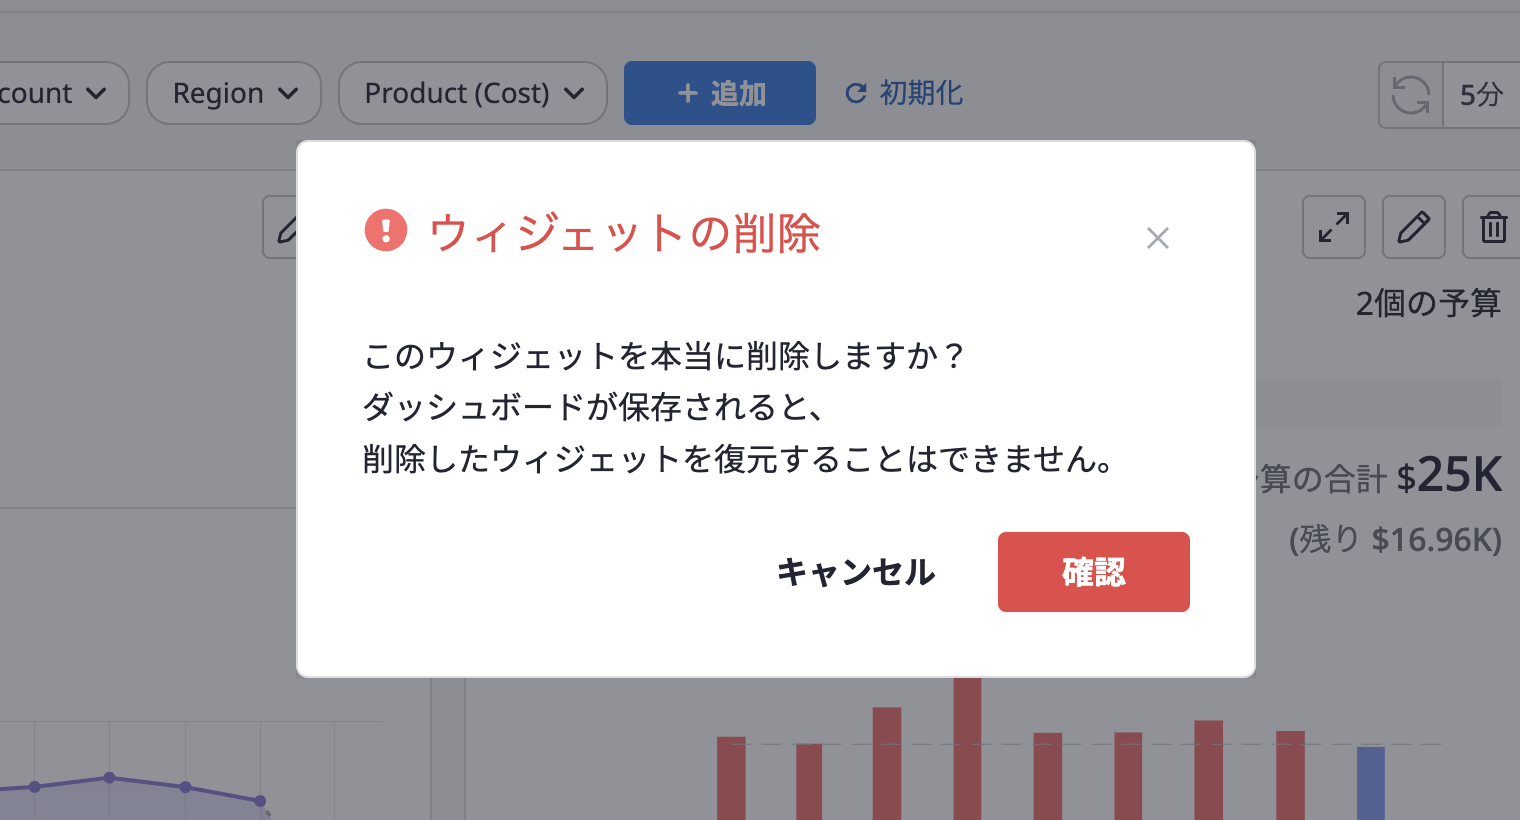 count
Region
Product (Cost)
+ 追加
初期化
5分
ウィジェットの削除
2個の予算
このウィジェットを本当に削除しますか？
ダッシュボードが保存されると、
削除したウィジェットを復元することはできません。
算の合計 $25K
(残り $16.96K)
キャンセル
確認